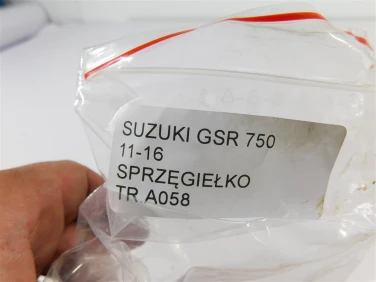 SUZUKI GSR 750
11-16
SPRZĘGIEŁKO
TR A058